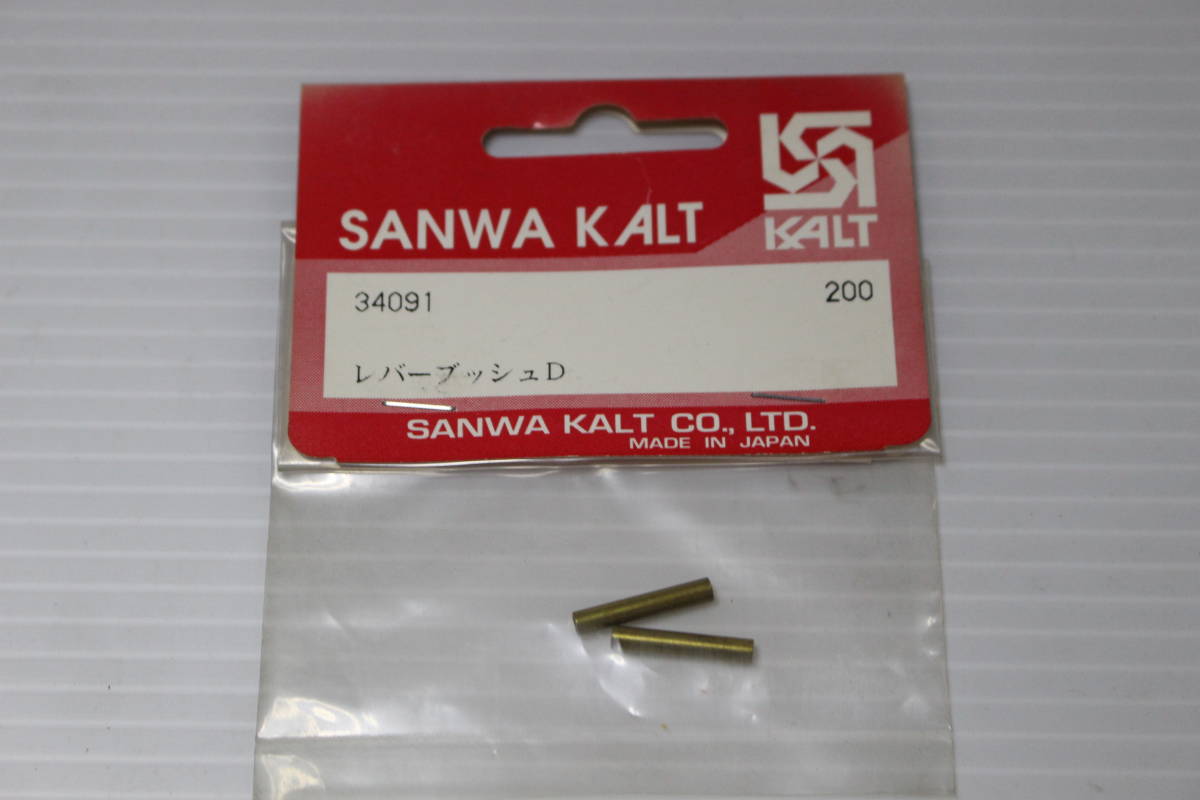 SANWA KALT
KALT
34091 200
レバーブッシュD
SANWA KALT CO., LTD.
MADE IN JAPAN